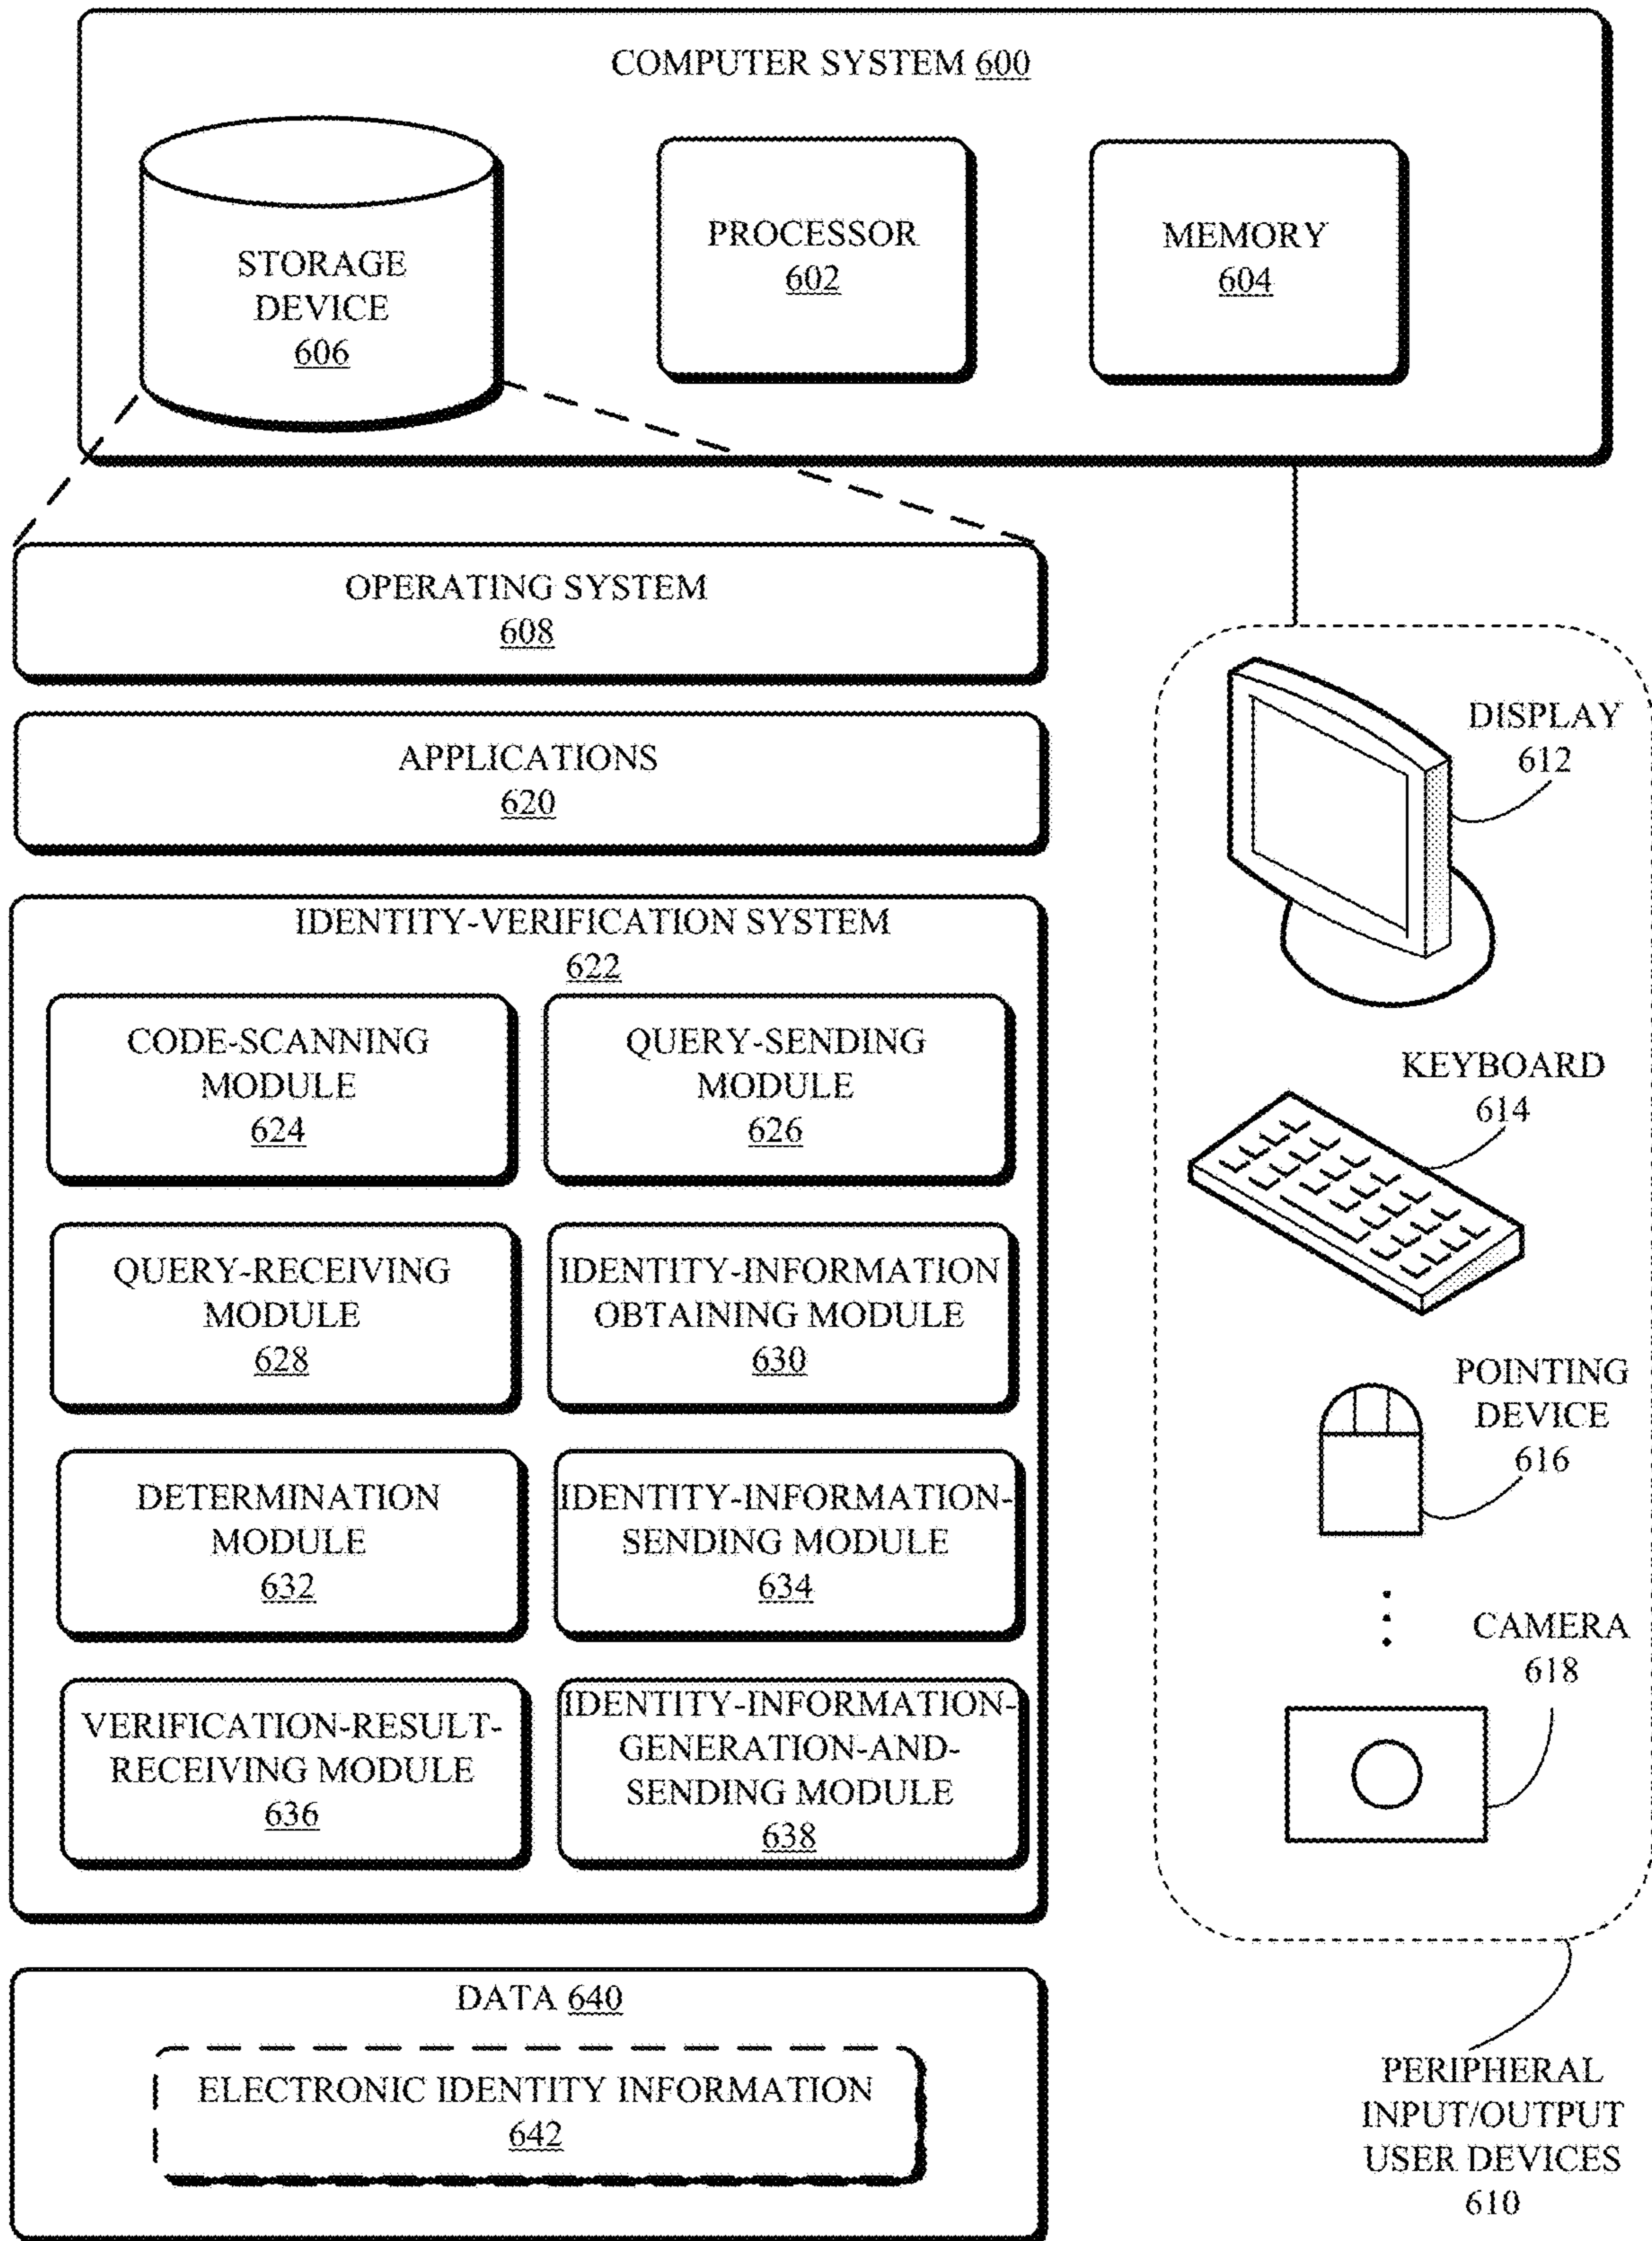 COMPUTER SYSTEM 600
STORAGE
DEVICE
606
PROCESSOR
602
MEMORY
604
OPERATING SYSTEM
608
APPLICATIONS
620
IDENTITY-VERIFICATION SYSTEM
622
CODE-SCANNING
MODULE
624
QUERY-SENDING
MODULE
626
QUERY-RECEIVING
MODULE
628
IDENTITY-INFORMATION
OBTAINING MODULE
630
DETERMINATION
MODULE
632
IDENTITY-INFORMATION-
SENDING MODULE
634
VERIFICATION-RESULT-
RECEIVING MODULE
636
IDENTITY-INFORMATION-
GENERATION-AND-
SENDING MODULE
638
DATA 640
ELECTRONIC IDENTITY INFORMATION
642
DISPLAY
612
KEYBOARD
614
POINTING
DEVICE
616
CAMERA
618
PERIPHERAL
INPUT/OUTPUT
USER DEVICES
610